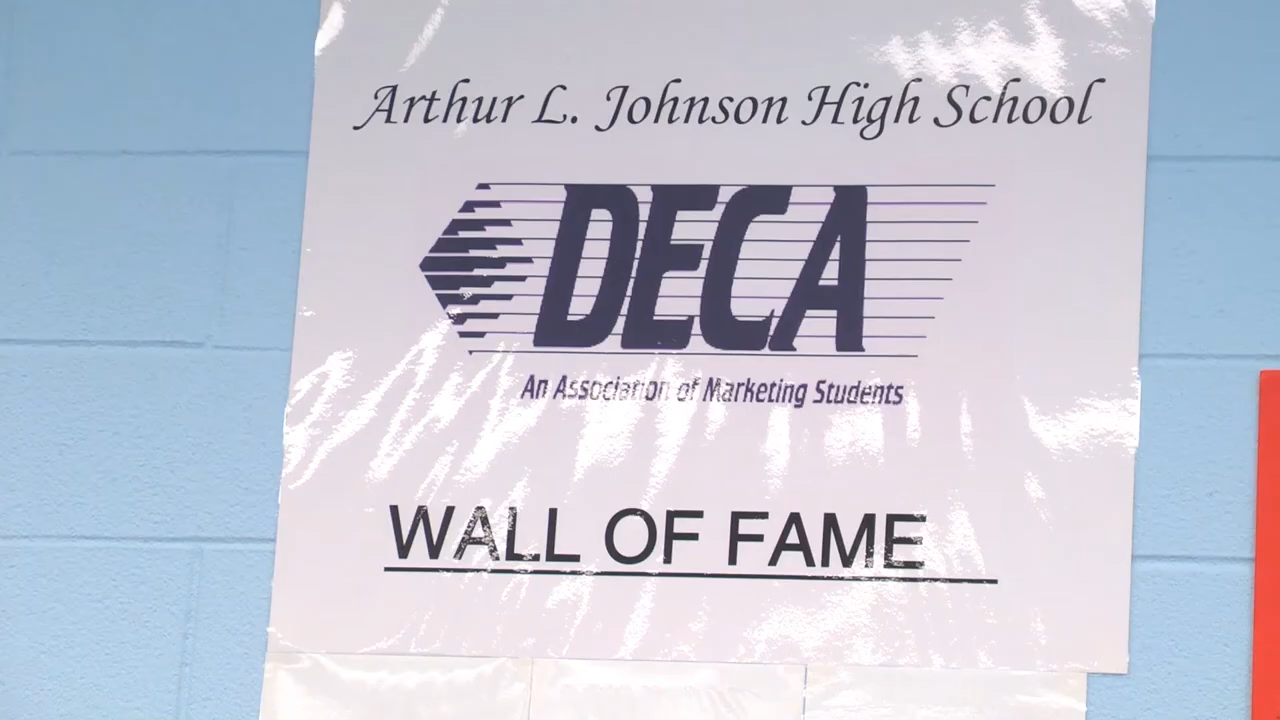 Arthur L. Johnson High School
DECA
An Association of Marketing Students
WALL OF FAME